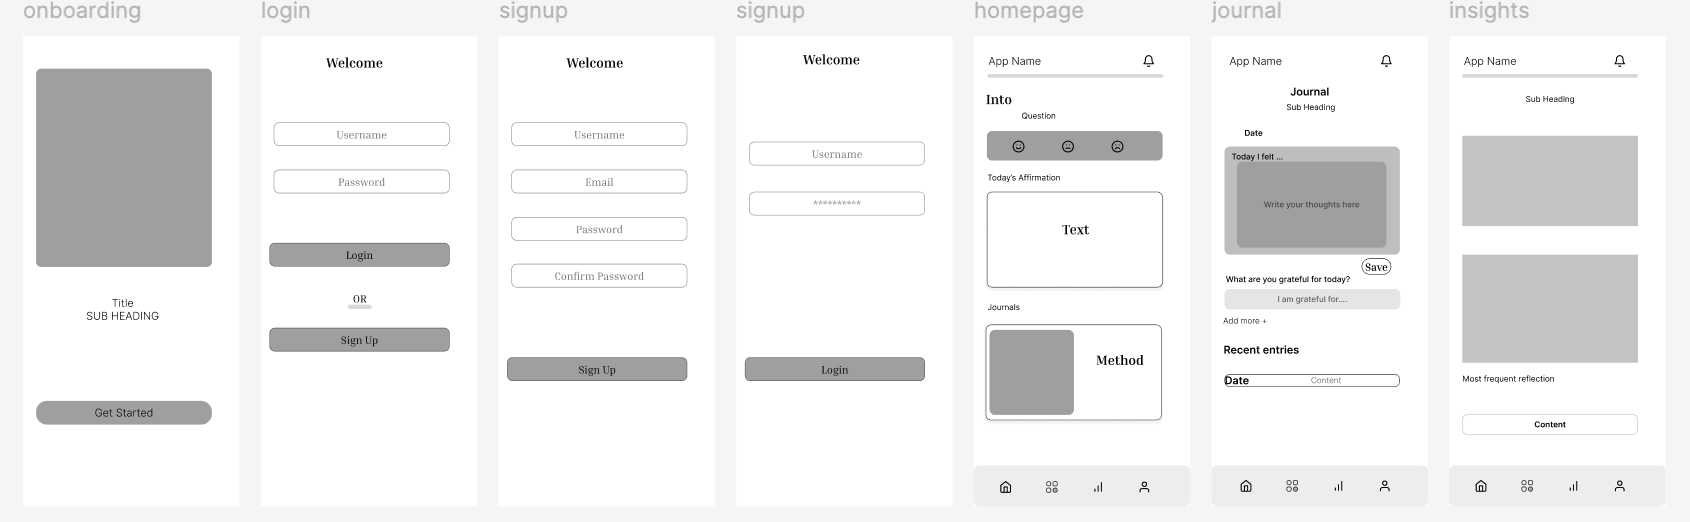 onboarding
Title
SUB HEADING
Get Started
login
Welcome
Username
Password
Login
OR
Sign Up
signup
Welcome
Username
Email
Password
Confirm Password
Sign Up
signup
Welcome
Username
**********
Login
homepage
App Name
Into
Question
Today's Affirmation
Text
Journals
Method
journal
App Name
Journal
Sub Heading
Date
Today I felt ...
Write your thoughts here
Save
What are you grateful for today?
I am grateful for....
Add more +
Recent entries
Date Content
insights
App Name
Sub Heading
Most frequent reflection
Content